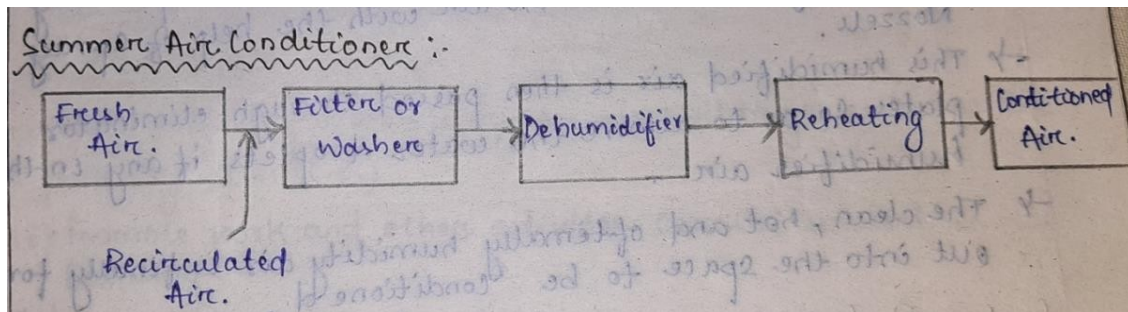 Summer Air Conditioner :-
Fresh
Air.
Filter or
Washer
Dehumidifier
Reheating
Conditioned
Air.
Recirculated
Air.